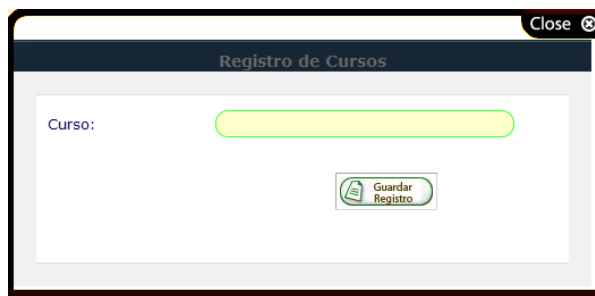 Close
Registro de Cursos
Curso:
Guardar
Registro